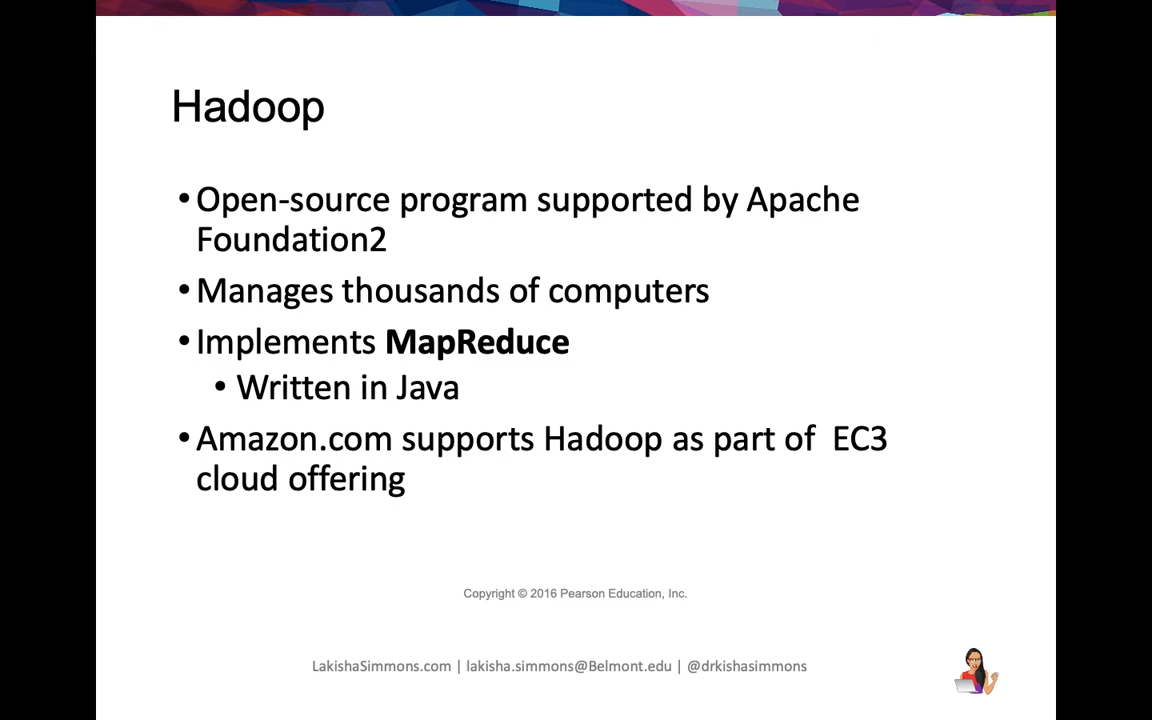 Hadoop
• Open-source program supported by Apache
Foundation2
• Manages thousands of computers
• Implements MapReduce
• Written in Java
• Amazon.com supports Hadoop as part of  EC3
cloud offering
Copyright © 2016 Pearson Education, Inc.
LakishaSimmons.com | lakisha.simmons@Belmont.edu | @drkishasimmons